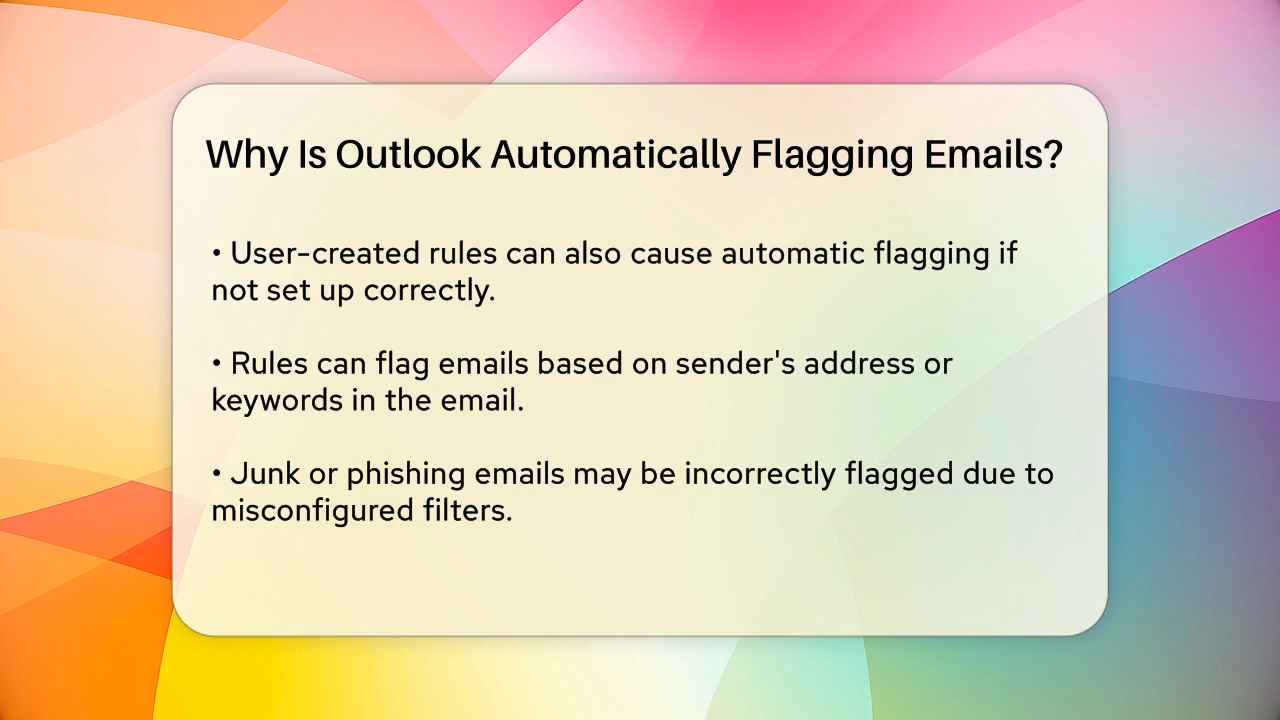 Why Is Outlook Automatically Flagging Emails?
• User-created rules can also cause automatic flagging if
not set up correctly.
• Rules can flag emails based on sender's address or
keywords in the email.
• Junk or phishing emails may be incorrectly flagged due to
misconfigured filters.